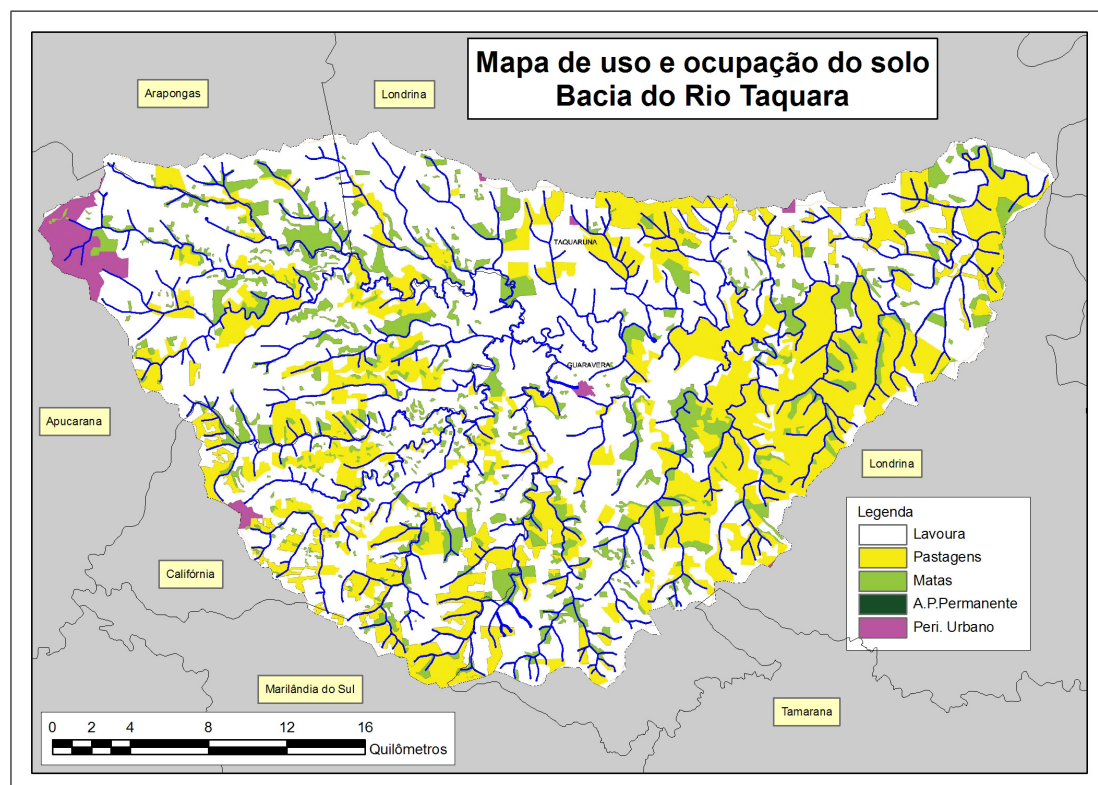 Mapa de uso e ocupação do solo
Bacia do Rio Taquara
Arapongas
Londrina
TAQUARUNA
GUARAVERA
Apucarana
Londrina
Califórnia
Marilândia do Sul
Tamarana
Legenda
Lavoura
Pastagens
Matas
A.P.Permanente
Peri. Urbano
0 2 4 8 12 16
Quilômetros